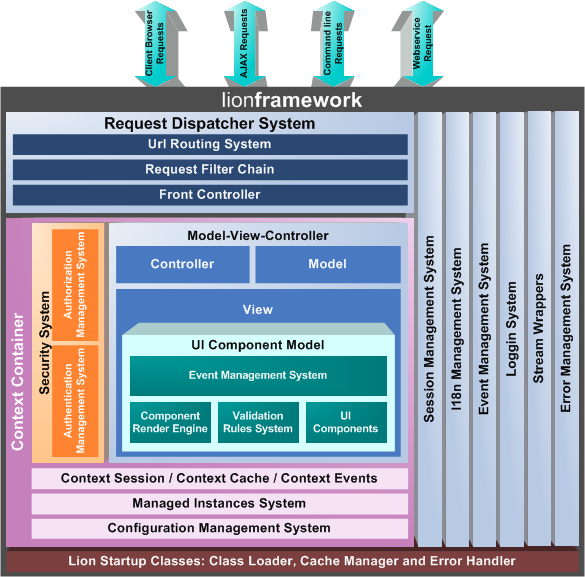 Client Browser
Requests
AJAX Requests
Command line
Requests
Webservice
Request
lionframework
Request Dispatcher System
Url Routing System
Request Filter Chain
Front Controller
Context Container
Security System
Authorization
Management System
Authentication
Management System
Model-View-Controller
Controller
Model
View
UI Component Model
Event Management System
Component
Render Engine
Validation
Rules System
UI
Components
Context Session / Context Cache / Context Events
Managed Instances System
Configuration Management System
Session Management System
I18n Management System
Event Management System
Loggin System
Stream Wrappers
Error Management System
Lion Startup Classes: Class Loader, Cache Manager and Error Handler